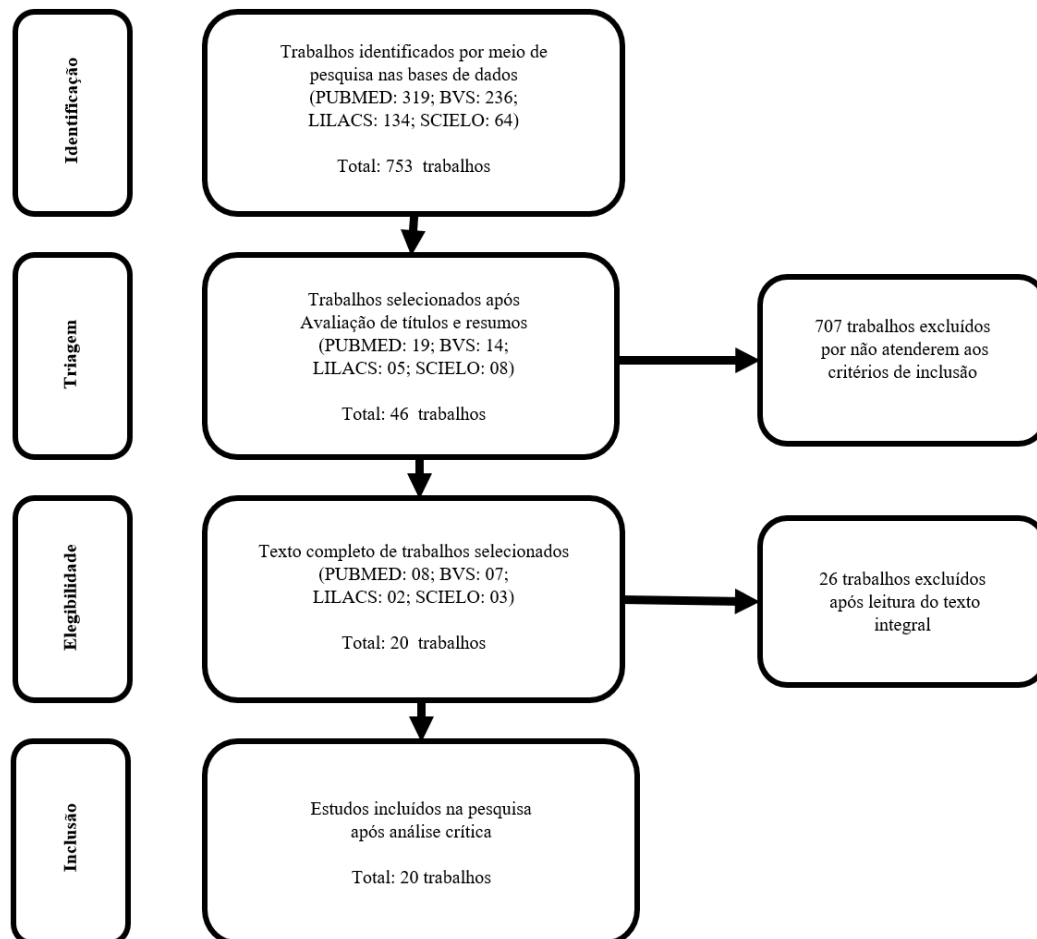 Identificação
Trabalhos identificados por meio de
pesquisa nas bases de dados
(PUBMED: 319; BVS: 236;
LILACS: 134; SCIELO: 64)
Total: 753 trabalhos
Triagem
Trabalhos selecionados após
Avaliação de títulos e resumos
(PUBMED: 19; BVS: 14;
LILACS: 05; SCIELO: 08)
Total: 46 trabalhos
707 trabalhos excluídos
por não atenderem aos
critérios de inclusão
Elegibilidade
Texto completo de trabalhos selecionados
(PUBMED: 08; BVS: 07;
LILACS: 02; SCIELO: 03)
Total: 20 trabalhos
26 trabalhos excluídos
após leitura do texto
integral
Inclusão
Estudos incluídos na pesquisa
após análise crítica
Total: 20 trabalhos